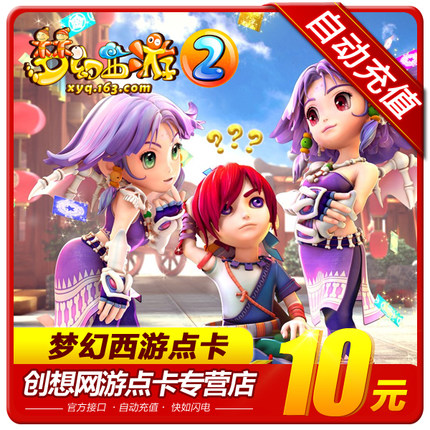 梦幻西游2
xyq.163.com
自动充值
???
梦幻西游点卡
创想网游点卡专营店
官方接口 · 自动充值 · 快如闪电
10元